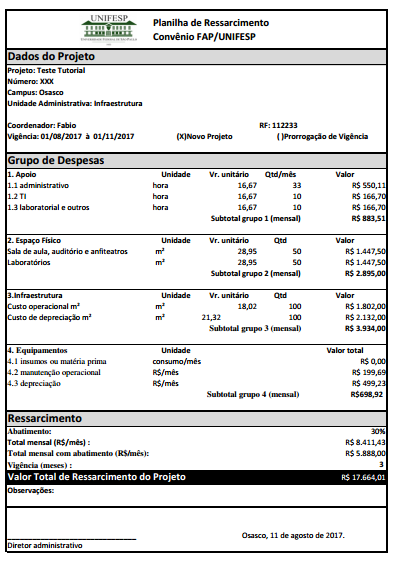 UNIFESP
UNIVERSIDADE FEDERAL DE SÃO PAULO
Planilha de Ressarcimento
Convênio FAP/UNIFESP
Dados do Projeto
Projeto: Teste Tutorial
Número: XXX
Campus: Osasco
Unidade Administrativa: Infraestrutura
Coordenador: Fabio RF: 112233
Vigência: 01/08/2017 à 01/11/2017 (X)Novo Projeto ( )Prorrogação de Vigência
Grupo de Despesas
1. Apoio Unidade Vr. unitário Qtd/mês Valor
1.1 administrativo hora 16,67 33 R$ 550,11
1.2 TI hora 16,67 10 R$ 166,70
1.3 laboratorial e outros hora 16,67 10 R$ 166,70
Subtotal grupo 1 (mensal) R$ 883,51
2. Espaço Físico Unidade Vr. unitário Qtd Valor
Sala de aula, auditório e anfiteatros m² 28,95 50 R$ 1.447,50
Laboratórios m² 28,95 50 R$ 1.447,50
Subtotal grupo 2 (mensal) R$ 2.895,00
3.Infraestrutura Unidade Vr. unitário Qtd Valor
Custo operacional m² m² 18,02 100 R$ 1.802,00
Custo de depreciação m² m² 21,32 100 R$ 2.132,00
Subtotal grupo 3 (mensal) R$ 3.934,00
4. Equipamentos Unidade Valor total
4.1 insumos ou matéria prima consumo/mês R$ 0,00
4.2 manutenção operacional R$/mês R$ 199,69
4.3 depreciação R$/mês R$ 499,23
Subtotal grupo 4 (mensal) R$698,92
Ressarcimento
Abatimento: 30%
Total mensal (R$/mês) : R$ 8.411,43
Total mensal com abatimento (R$/mês): R$ 5.888,00
Vigência (meses) : 3
Valor Total de Ressarcimento do Projeto R$ 17.664,01
Observações:
Osasco, 11 de agosto de 2017.
Diretor administrativo